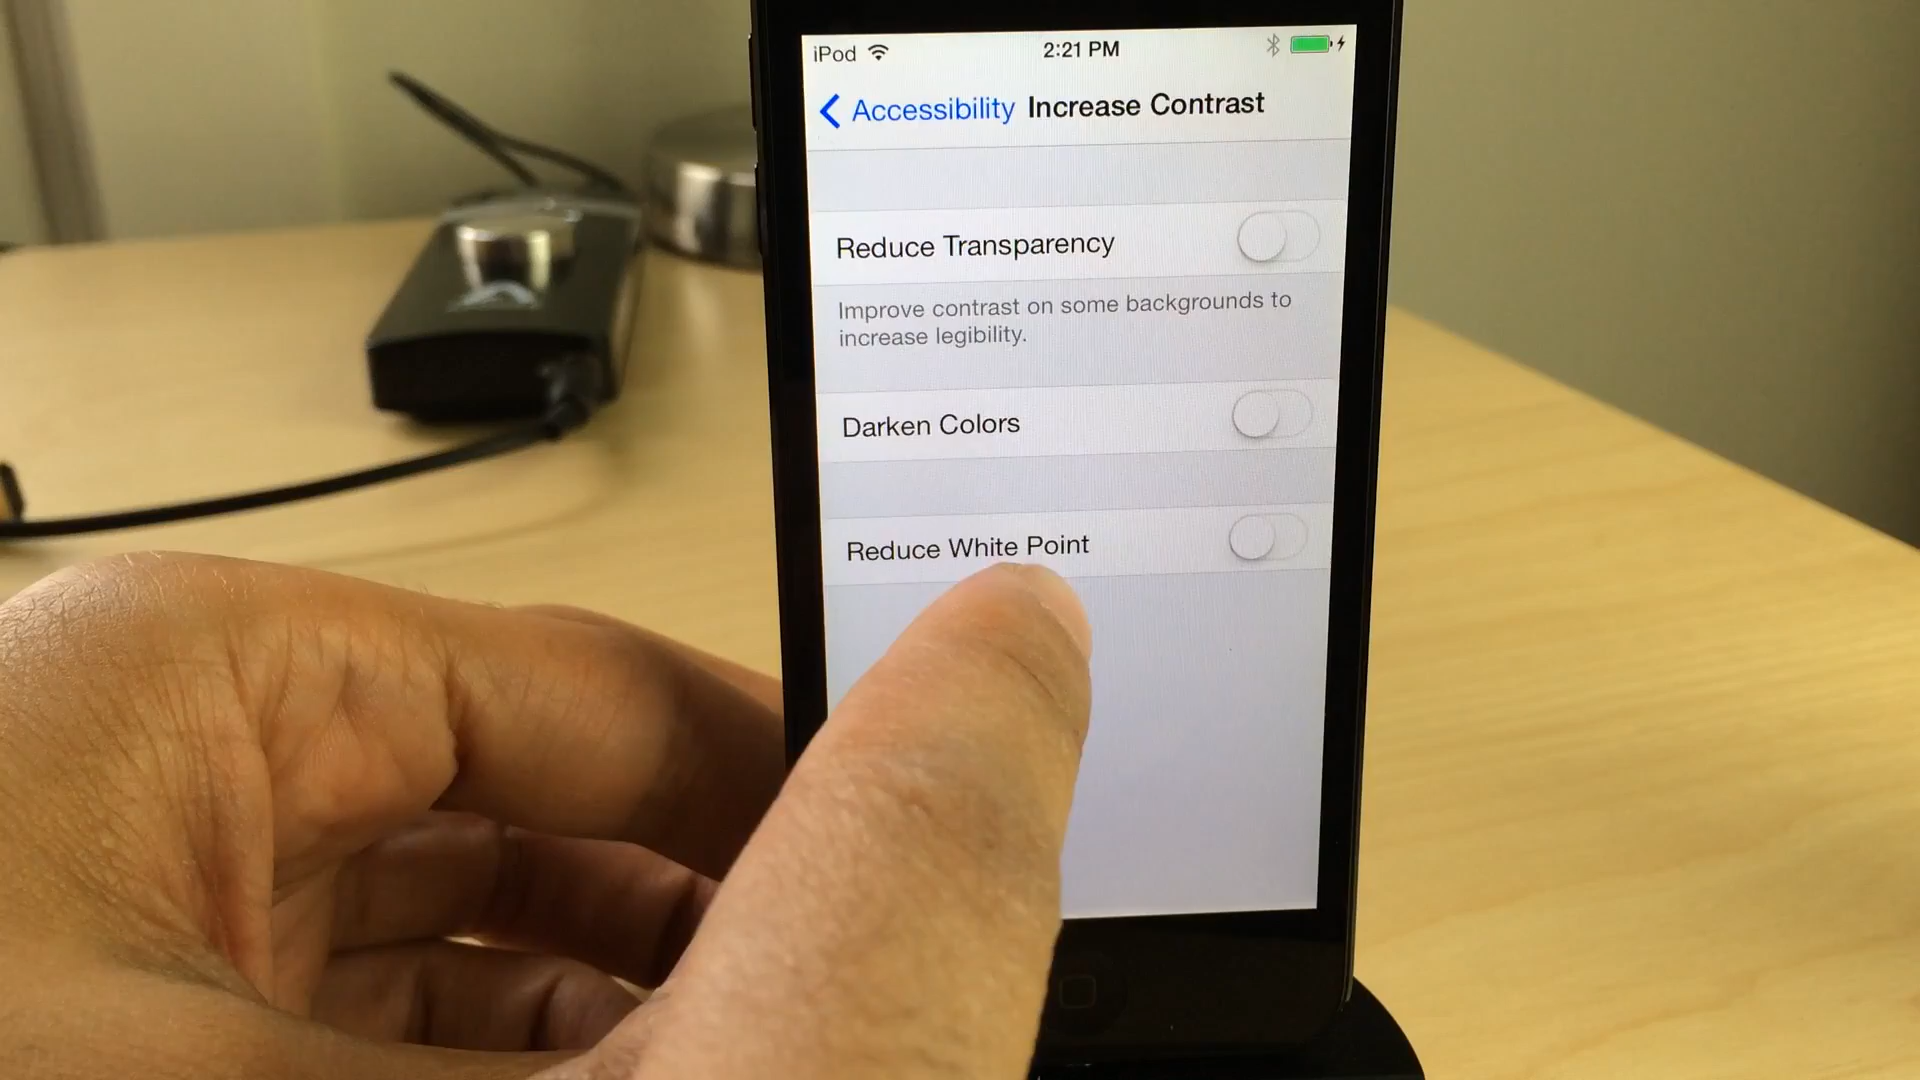 iPod 2:21 PM
Accessibility Increase Contrast
Reduce Transparency
Improve contrast on some backgrounds to
increase legibility.
Darken Colors
Reduce White Point